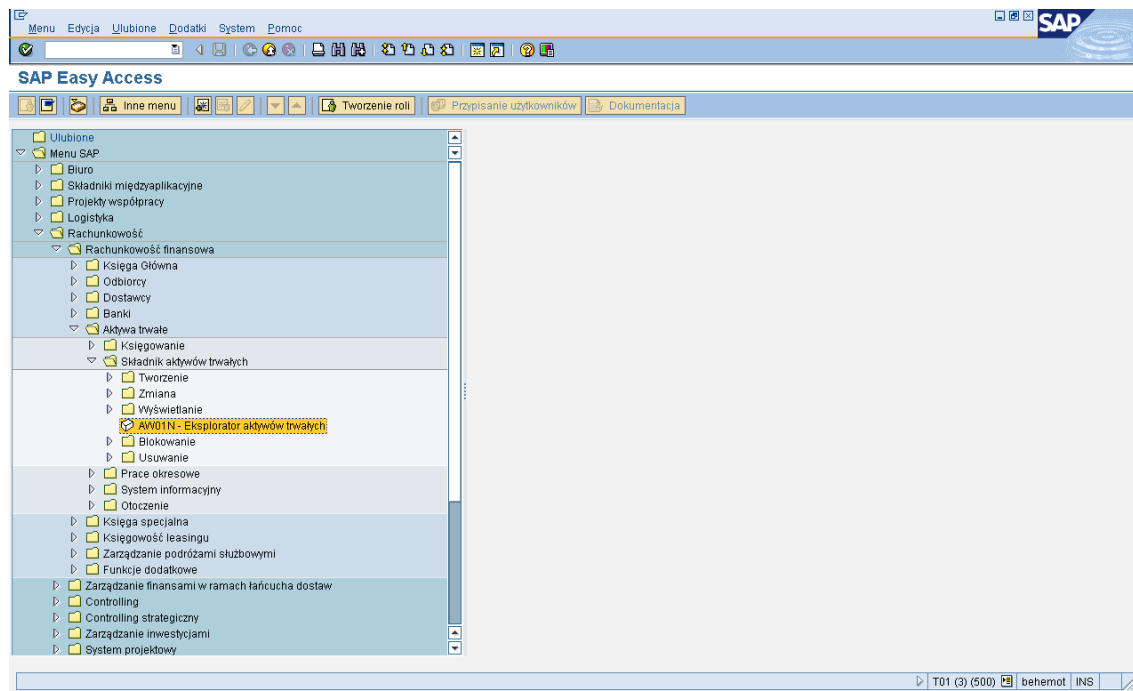 Menu Edycja Ulubione Dodatki System Pomoc
SAP
SAP Easy Access
Inne menu Tworzenie roli Przypisanie użytkowników Dokumentacja
Ulubione
Menu SAP
Biuro
Składniki międzyaplikacyjne
Projekty współpracy
Logistyka
Rachunkowość
Rachunkowość finansowa
Księga Główna
Odbiorcy
Dostawcy
Banki
Aktywa trwałe
Księgowanie
Składnik aktywów trwałych
Tworzenie
Zmiana
Wyświetlanie
AW01N - Eksplorator aktywów trwałych
Blokowanie
Usuwanie
Prace okresowe
System informacyjny
Otoczenie
Księga specjalna
Księgowość leasingu
Zarządzanie podróżami służbowymi
Funkcje dodatkowe
Zarządzanie finansami w ramach łańcucha dostaw
Controlling
Controlling strategiczny
Zarządzanie inwestycjami
System projektowy
T01 (3) (500) behemot INS